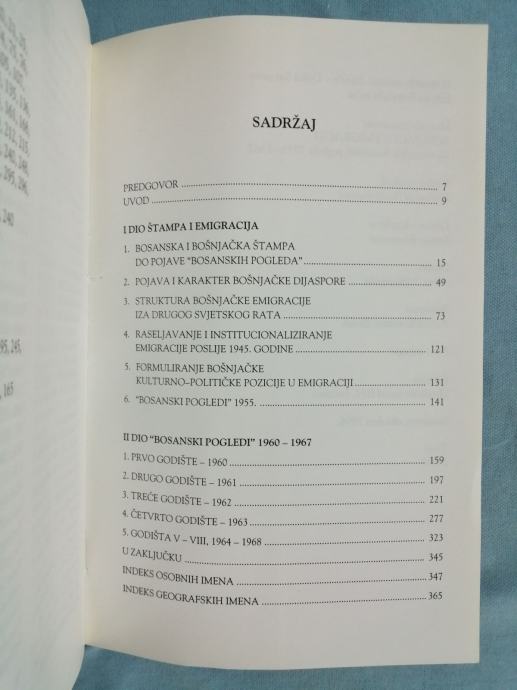 SADRŽAJ
PREDGOVOR 7
UVOD 9
I DIO ŠTAMPA I EMIGRACIJA
1. BOSANSKA I BOŠNJAČKA ŠTAMPA
DO POJAVE "BOSANSKIH POGLEDA" 15
2. POJAVA I KARAKTER BOŠNJAČKE DIJASPORE 49
3. STRUKTURA BOŠNJAČKE EMIGRACIJE
IZA DRUGOG SVJETSKOG RATA 73
4. RASELJAVANJE I INSTITUCIONALIZIRANJE
EMIGRACIJE POSLIJE 1945. GODINE 121
5. FORMULIRANJE BOŠNJAČKE
KULTURNO–POLITIČKE POZICIJE U EMIGRACIJI 131
6. "BOSANSKI POGLEDI" 1955. 141
II DIO "BOSANSKI POGLEDI" 1960 – 1967
1. PRVO GODIŠTE – 1960 159
2. DRUGO GODIŠTE – 1961 197
3. TREĆE GODIŠTE – 1962 221
4. ČETVRTO GODIŠTE – 1963 277
5. GODIŠTA V – VIII, 1964 – 1968 323
U ZAKLJUČKU 345
INDEKS OSOBNIH IMENA 347
INDEKS GEOGRAFSKIH IMENA 365